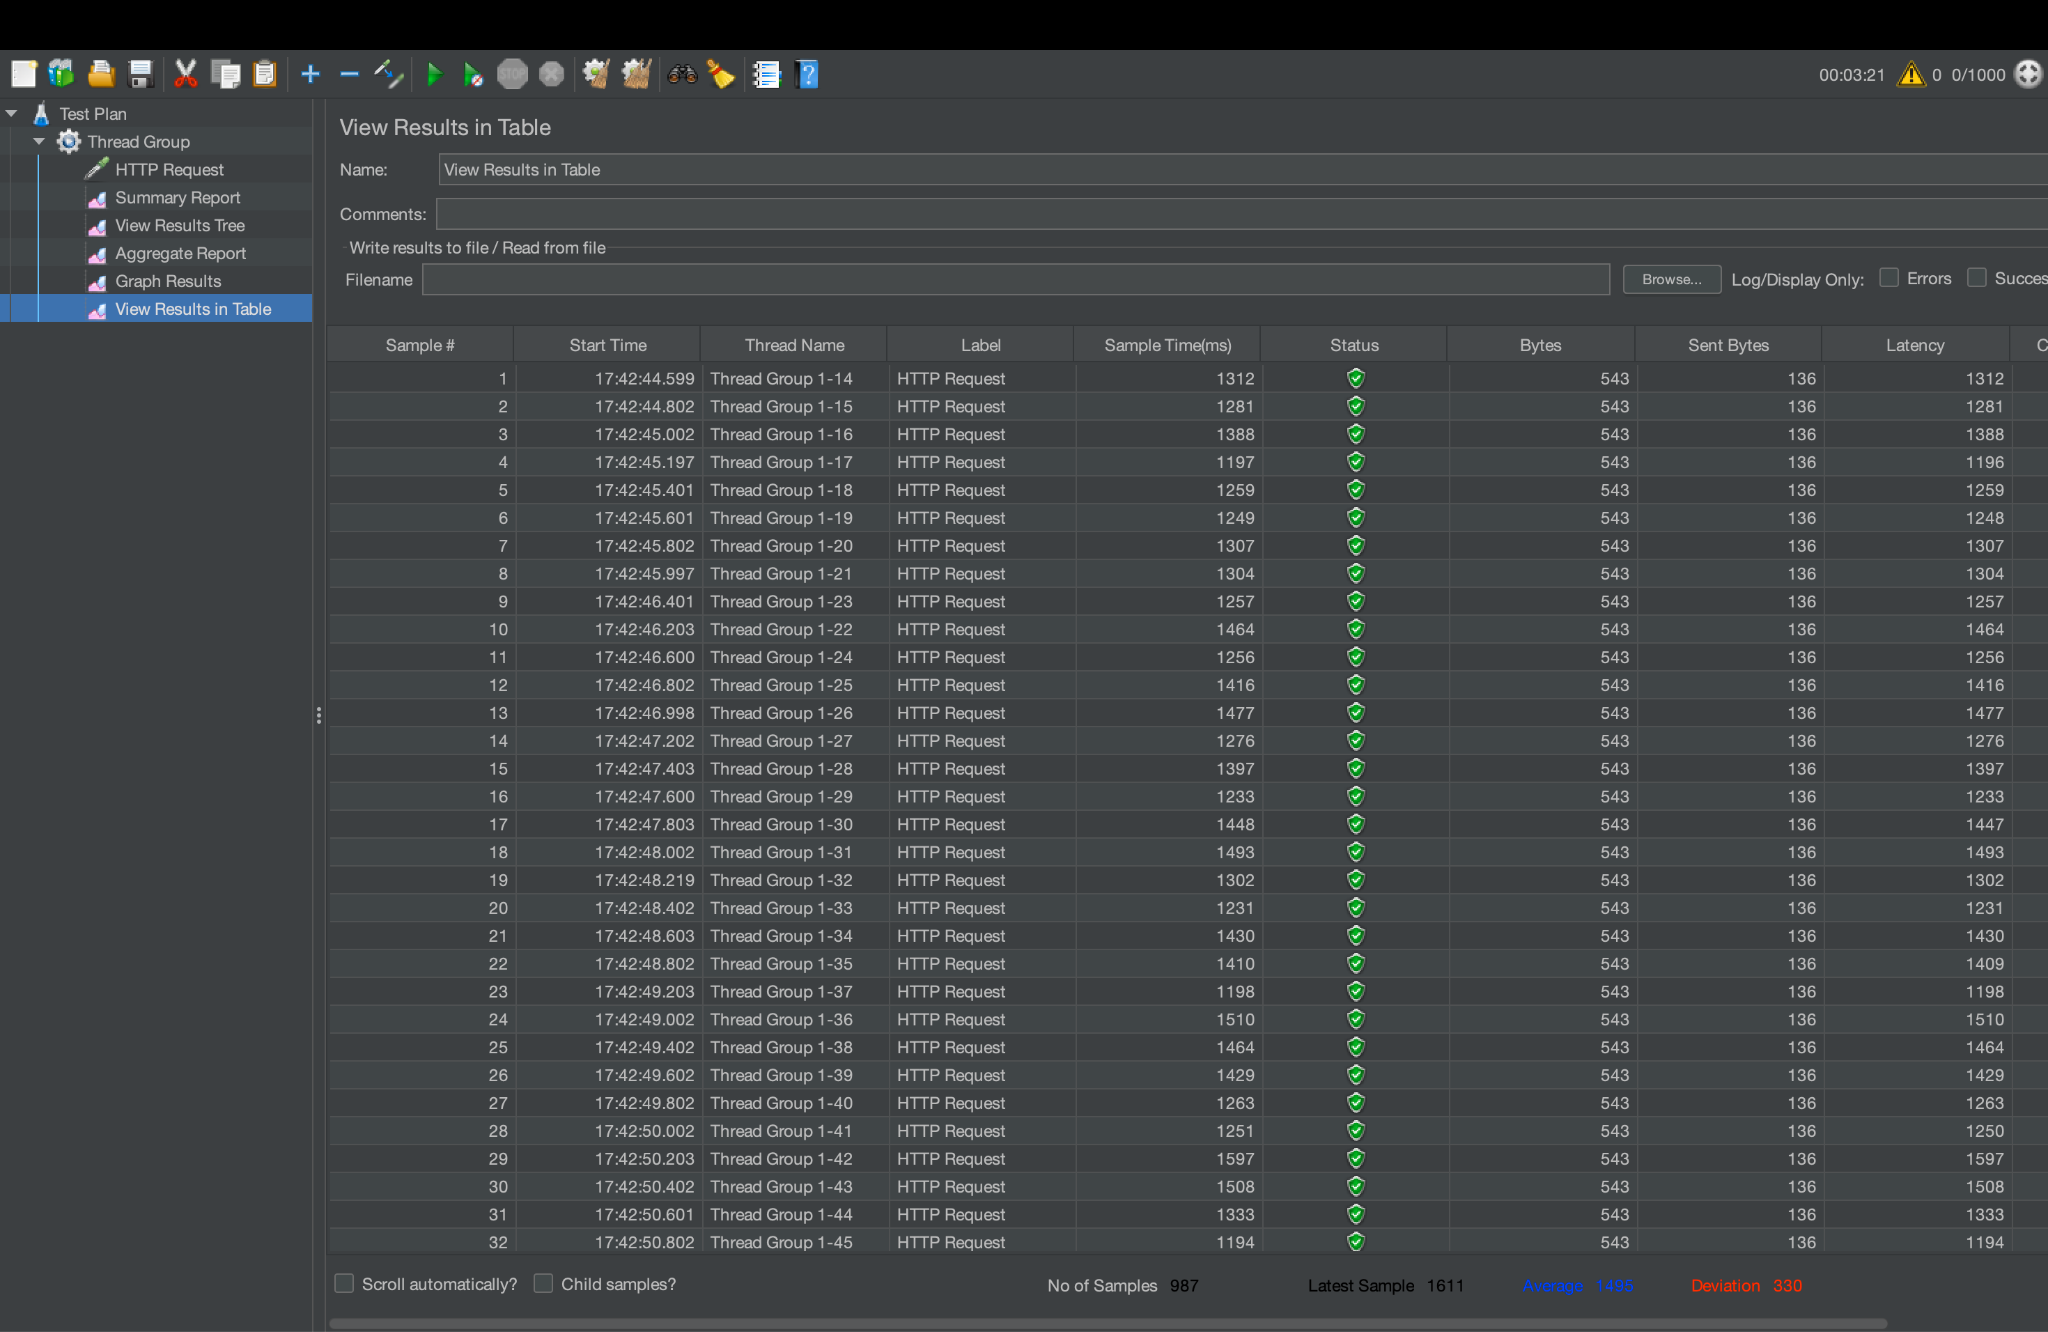 00:03:21 0 0/1000
Test Plan
Thread Group
HTTP Request
Summary Report
View Results Tree
Aggregate Report
Graph Results
View Results in Table
View Results in Table
Name: View Results in Table
Comments:
Write results to file / Read from file
Filename Browse... Log/Display Only: Errors Succes
Sample # Start Time Thread Name Label Sample Time(ms) Status Bytes Sent Bytes Latency C
1 17:42:44.599 Thread Group 1-14 HTTP Request 1312 543 136 1312
2 17:42:44.802 Thread Group 1-15 HTTP Request 1281 543 136 1281
3 17:42:45.002 Thread Group 1-16 HTTP Request 1388 543 136 1388
4 17:42:45.197 Thread Group 1-17 HTTP Request 1197 543 136 1196
5 17:42:45.401 Thread Group 1-18 HTTP Request 1259 543 136 1259
6 17:42:45.601 Thread Group 1-19 HTTP Request 1249 543 136 1248
7 17:42:45.802 Thread Group 1-20 HTTP Request 1307 543 136 1307
8 17:42:45.997 Thread Group 1-21 HTTP Request 1304 543 136 1304
9 17:42:46.401 Thread Group 1-23 HTTP Request 1257 543 136 1257
10 17:42:46.203 Thread Group 1-22 HTTP Request 1464 543 136 1464
11 17:42:46.600 Thread Group 1-24 HTTP Request 1256 543 136 1256
12 17:42:46.802 Thread Group 1-25 HTTP Request 1416 543 136 1416
13 17:42:46.998 Thread Group 1-26 HTTP Request 1477 543 136 1477
14 17:42:47.202 Thread Group 1-27 HTTP Request 1276 543 136 1276
15 17:42:47.403 Thread Group 1-28 HTTP Request 1397 543 136 1397
16 17:42:47.600 Thread Group 1-29 HTTP Request 1233 543 136 1233
17 17:42:47.803 Thread Group 1-30 HTTP Request 1448 543 136 1447
18 17:42:48.002 Thread Group 1-31 HTTP Request 1493 543 136 1493
19 17:42:48.219 Thread Group 1-32 HTTP Request 1302 543 136 1302
20 17:42:48.402 Thread Group 1-33 HTTP Request 1231 543 136 1231
21 17:42:48.603 Thread Group 1-34 HTTP Request 1430 543 136 1430
22 17:42:48.802 Thread Group 1-35 HTTP Request 1410 543 136 1409
23 17:42:49.203 Thread Group 1-37 HTTP Request 1198 543 136 1198
24 17:42:49.002 Thread Group 1-36 HTTP Request 1510 543 136 1510
25 17:42:49.402 Thread Group 1-38 HTTP Request 1464 543 136 1464
26 17:42:49.602 Thread Group 1-39 HTTP Request 1429 543 136 1429
27 17:42:49.802 Thread Group 1-40 HTTP Request 1263 543 136 1263
28 17:42:50.002 Thread Group 1-41 HTTP Request 1251 543 136 1250
29 17:42:50.203 Thread Group 1-42 HTTP Request 1597 543 136 1597
30 17:42:50.402 Thread Group 1-43 HTTP Request 1508 543 136 1508
31 17:42:50.601 Thread Group 1-44 HTTP Request 1333 543 136 1333
32 17:42:50.802 Thread Group 1-45 HTTP Request 1194 543 136 1194
Scroll automatically? Child samples? No of Samples 987 Latest Sample 1611 Average 1495 Deviation 330